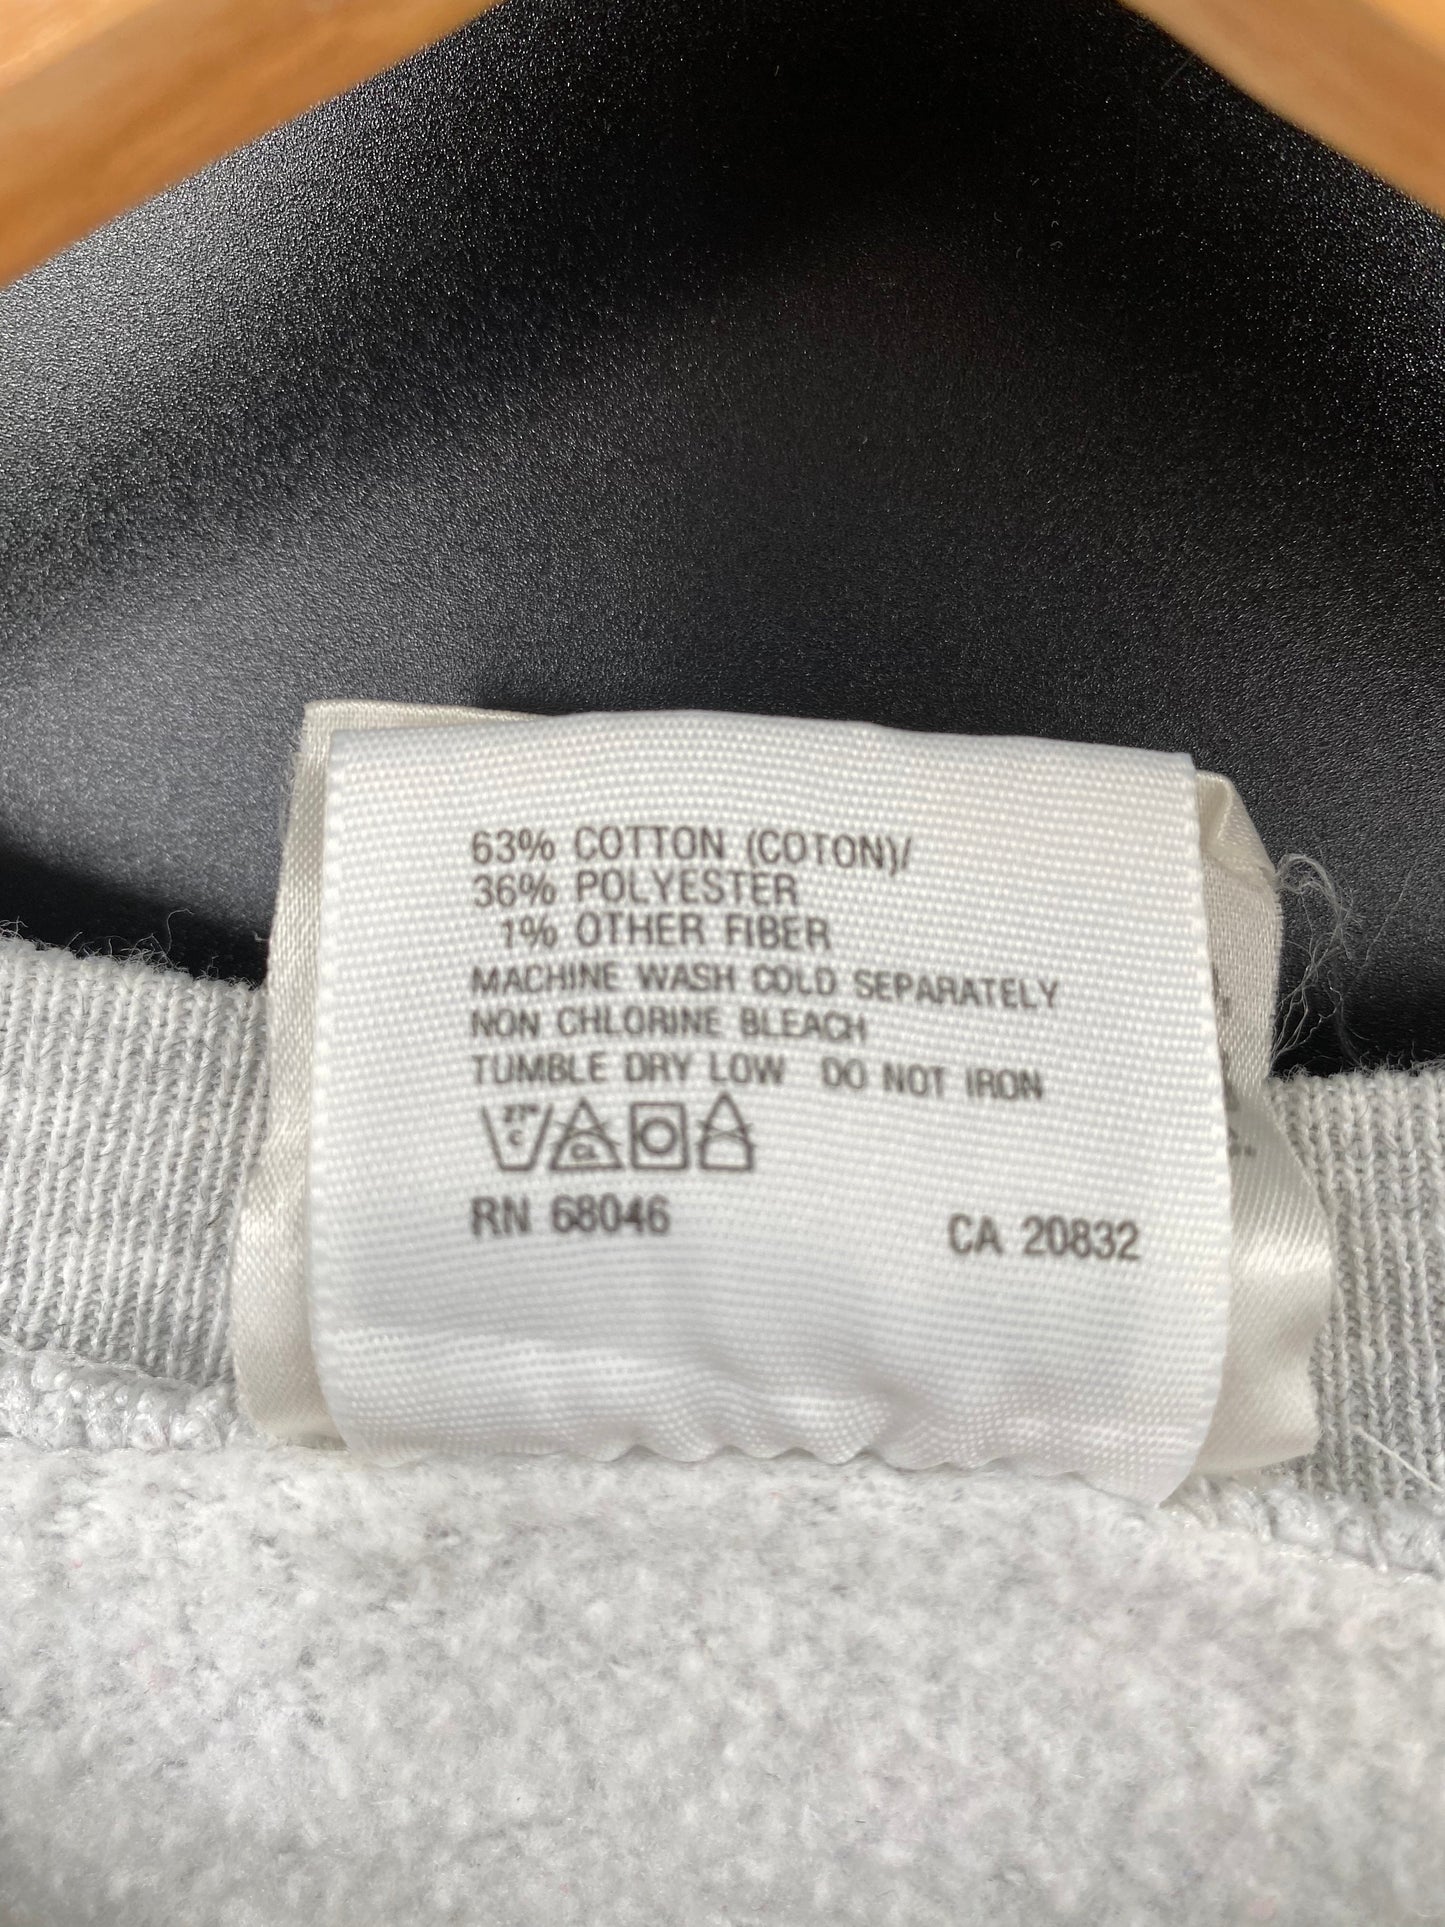 63% COTTON (COTON)/
36% POLYESTER
1% OTHER FIBER
MACHINE WASH COLD SEPARATELY
NON CHLORINE BLEACH
TUMBLE DRY LOW DO NOT IRON
CL
RN 68046 CA 20832